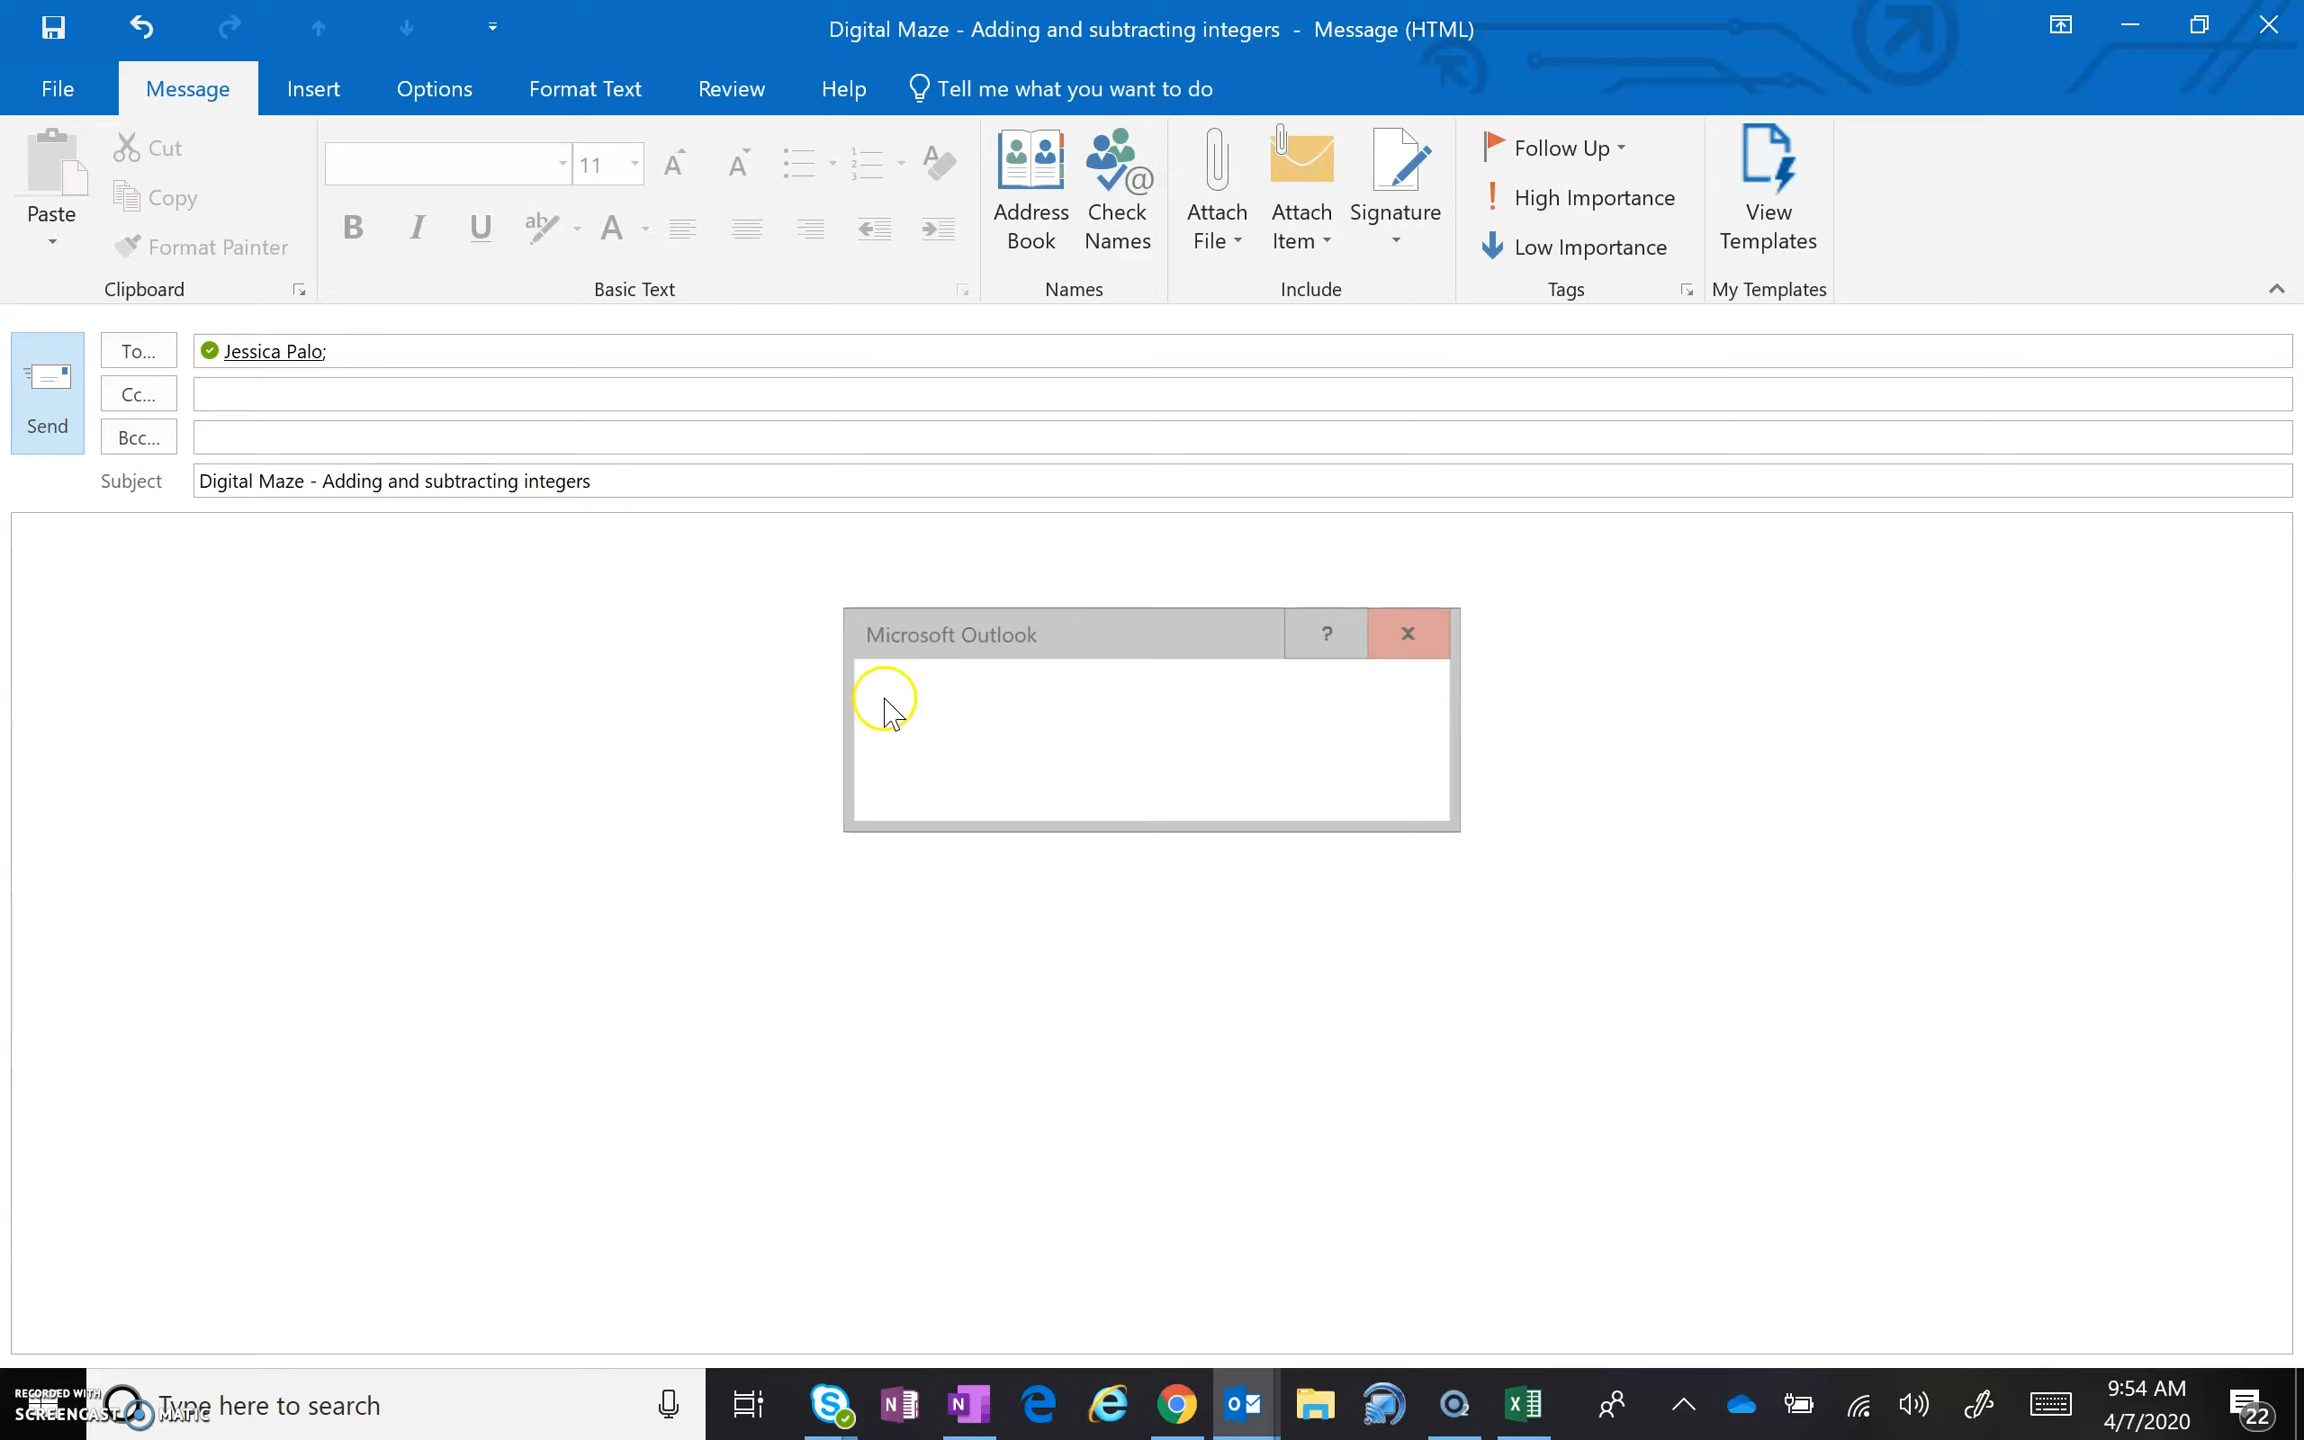 Digital Maze - Adding and subtracting integers - Message (HTML)
File Message Insert Options Format Text Review Help Tell me what you want to do
Paste
Cut
Copy
Format Painter
Clipboard
11
B I U
Basic Text
Address Book
Check Names
Names
Attach File
Attach Item
Signature
Include
Follow Up
High Importance
Low Importance
Tags
View Templates
My Templates
Send
To... Jessica Palo;
Cc...
Bcc...
Subject Digital Maze - Adding and subtracting integers
Microsoft Outlook ? x
RECORDED WITH
SCREENCAST MATIC
Type here to search
9:54 AM
4/7/2020
22